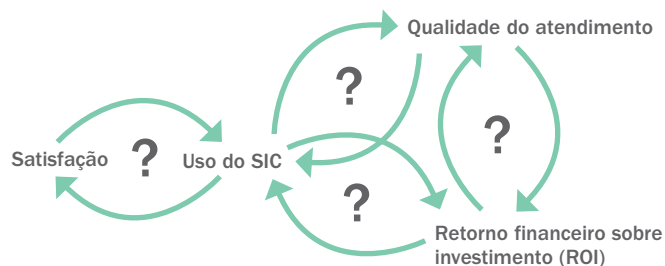 Qualidade do atendimento
?
?
Satisfação
?
Uso do SIC
?
Retorno financeiro sobre
investimento (ROI)